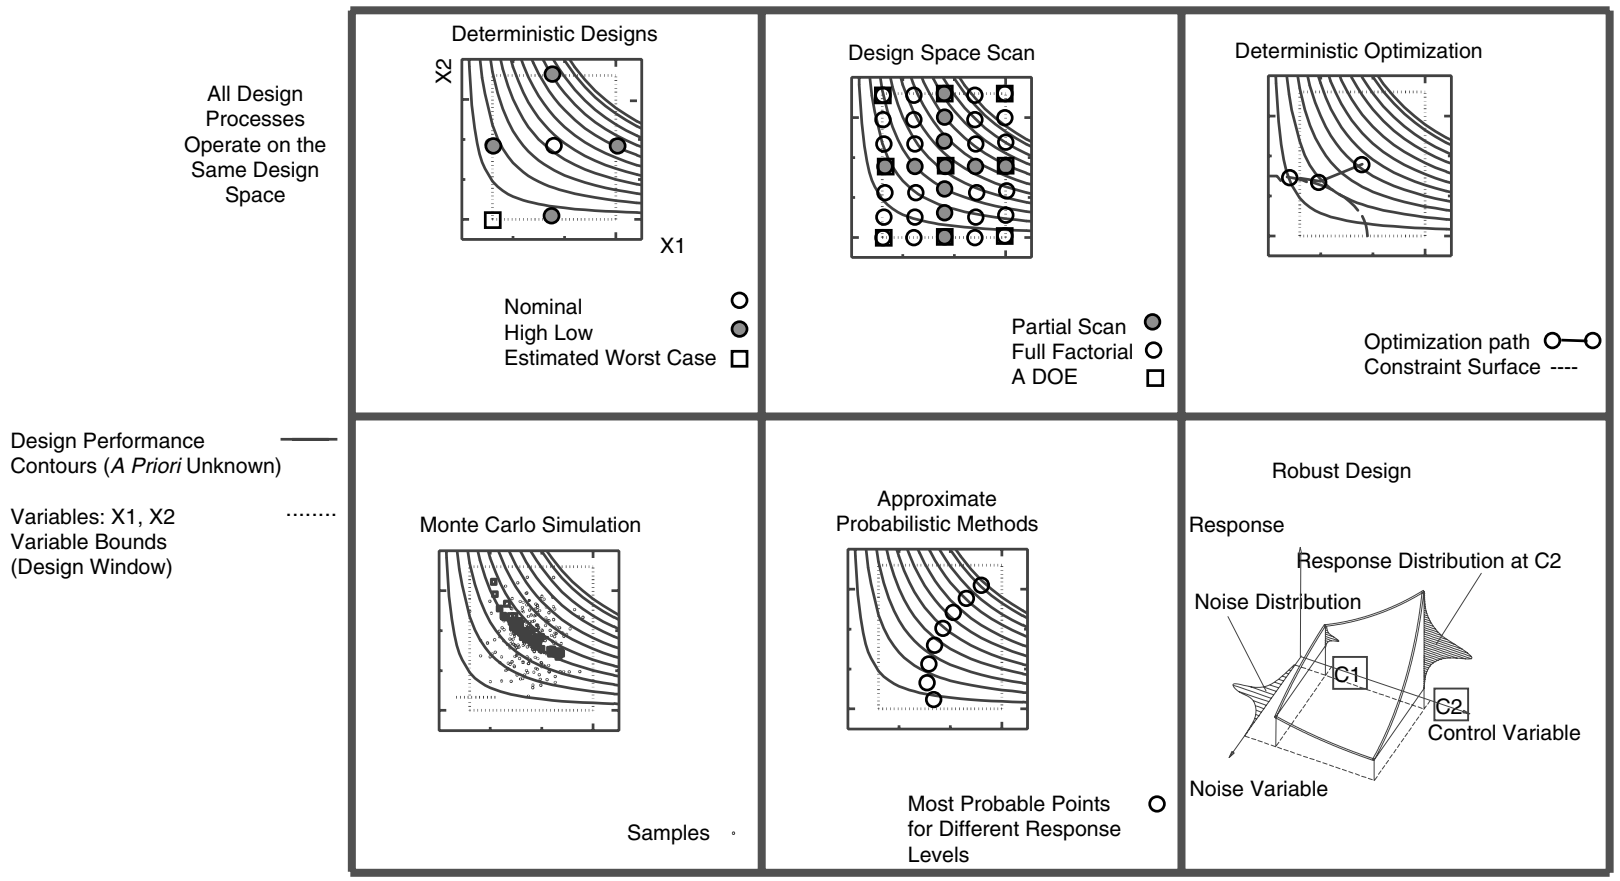 All Design
Processes
Operate on the
Same Design
Space
Design Performance
Contours (A Priori Unknown)
Variables: X1, X2
Variable Bounds
(Design Window)
Deterministic Designs
X2
X1
Nominal
High Low
Estimated Worst Case
Design Space Scan
Partial Scan
Full Factorial
A DOE
Deterministic Optimization
Optimization path
Constraint Surface ----
Monte Carlo Simulation
Samples
Approximate
Probabilistic Methods
Most Probable Points
for Different Response
Levels
Robust Design
Response
Response Distribution at C2
Noise Distribution
C1
C2
Control Variable
Noise Variable